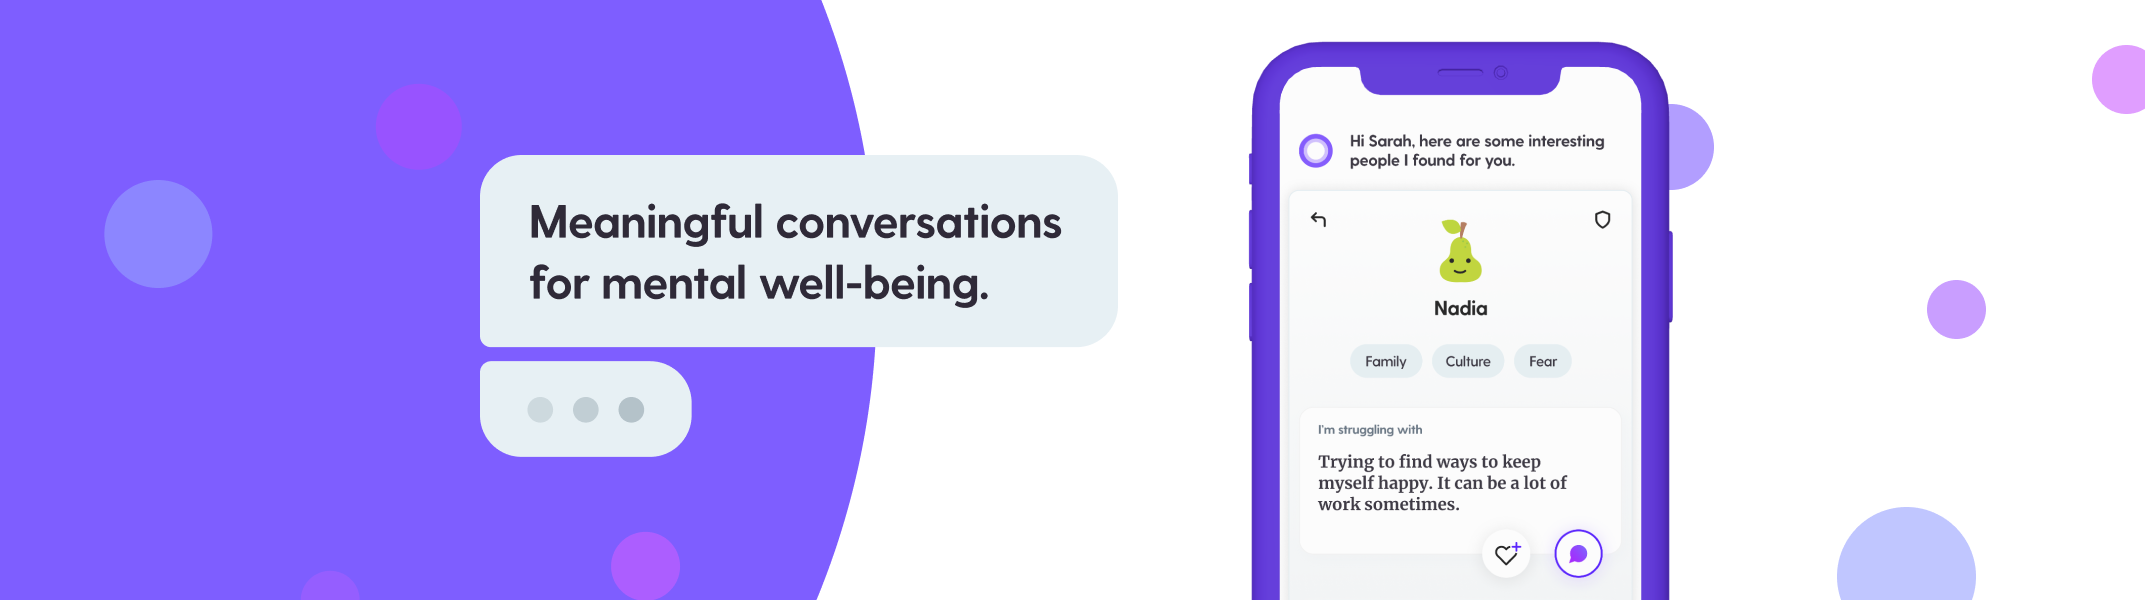 Meaningful conversations
for mental well-being.
Hi Sarah, here are some interesting
people I found for you.
Nadia
Family
Culture
Fear
I'm struggling with
Trying to find ways to keep
myself happy. It can be a lot of
work sometimes.